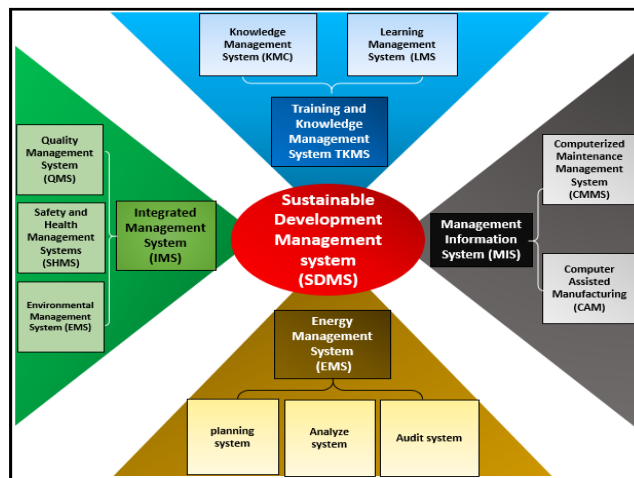 Knowledge
Management
System (KMC)
Learning
Management
System  (LMS
Training and
Knowledge
Management
System TKMS
Quality
Management
System
(QMS)
Safety and
Health
Management
Systems
(SHMS)
Environmental
Management
System (EMS)
Integrated
Management
System
(IMS)
Sustainable
Development
Management
system
(SDMS)
Management
Information
System (MIS)
Computerized
Maintenance
Management
System
(CMMS)
Computer
Assisted
Manufacturing
(CAM)
Energy
Management
System
(EMS)
planning
system
Analyze
system
Audit system